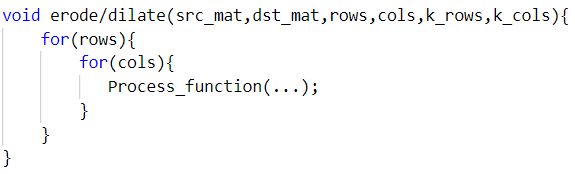 void erode/dilate(src_mat,dst_mat,rows,cols,k_rows,k_cols){
    for(rows){
        for(cols){
            Process_function(...);
        }
    }
}